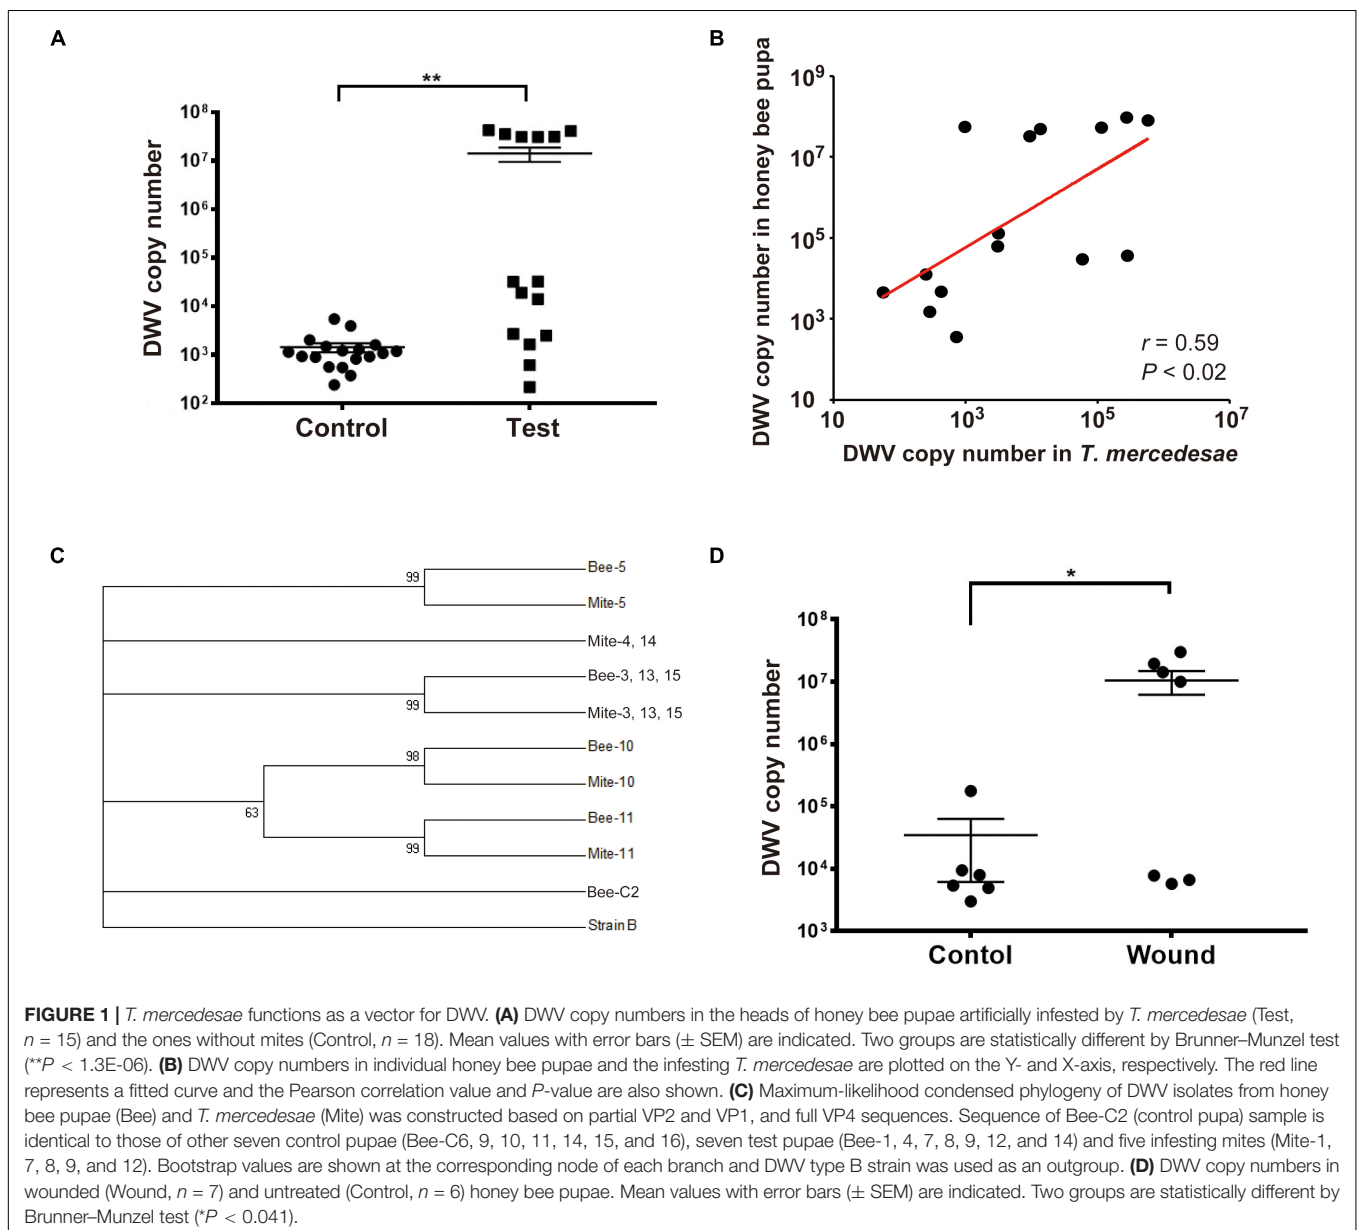 A
**
DWV copy number
10⁸
10⁷
10⁶
10⁵
10⁴
10³
10²
Control Test
B
DWV copy number in honey bee pupa
10⁹
10⁷
10⁵
10³
10
r = 0.59
P < 0.02
10 10³ 10⁵ 10⁷
DWV copy number in T. mercedesae
C
99
Bee-5
Mite-5
Mite-4, 14
Bee-3, 13, 15
99
Mite-3, 13, 15
Bee-10
98
Mite-10
63
Bee-11
99
Mite-11
Bee-C2
Strain B
D
*
DWV copy number
10⁸
10⁷
10⁶
10⁵
10⁴
10³
Contol Wound
FIGURE 1 | T. mercedesae functions as a vector for DWV. (A) DWV copy numbers in the heads of honey bee pupae artificially infested by T. mercedesae (Test,
n = 15) and the ones without mites (Control, n = 18). Mean values with error bars (± SEM) are indicated. Two groups are statistically different by Brunner–Munzel test
(**P < 1.3E-06). (B) DWV copy numbers in individual honey bee pupae and the infesting T. mercedesae are plotted on the Y- and X-axis, respectively. The red line
represents a fitted curve and the Pearson correlation value and P-value are also shown. (C) Maximum-likelihood condensed phylogeny of DWV isolates from honey
bee pupae (Bee) and T. mercedesae (Mite) was constructed based on partial VP2 and VP1, and full VP4 sequences. Sequence of Bee-C2 (control pupa) sample is
identical to those of other seven control pupae (Bee-C6, 9, 10, 11, 14, 15, and 16), seven test pupae (Bee-1, 4, 7, 8, 9, 12, and 14) and five infesting mites (Mite-1,
7, 8, 9, and 12). Bootstrap values are shown at the corresponding node of each branch and DWV type B strain was used as an outgroup. (D) DWV copy numbers in
wounded (Wound, n = 7) and untreated (Control, n = 6) honey bee pupae. Mean values with error bars (± SEM) are indicated. Two groups are statistically different by
Brunner–Munzel test (*P < 0.041).